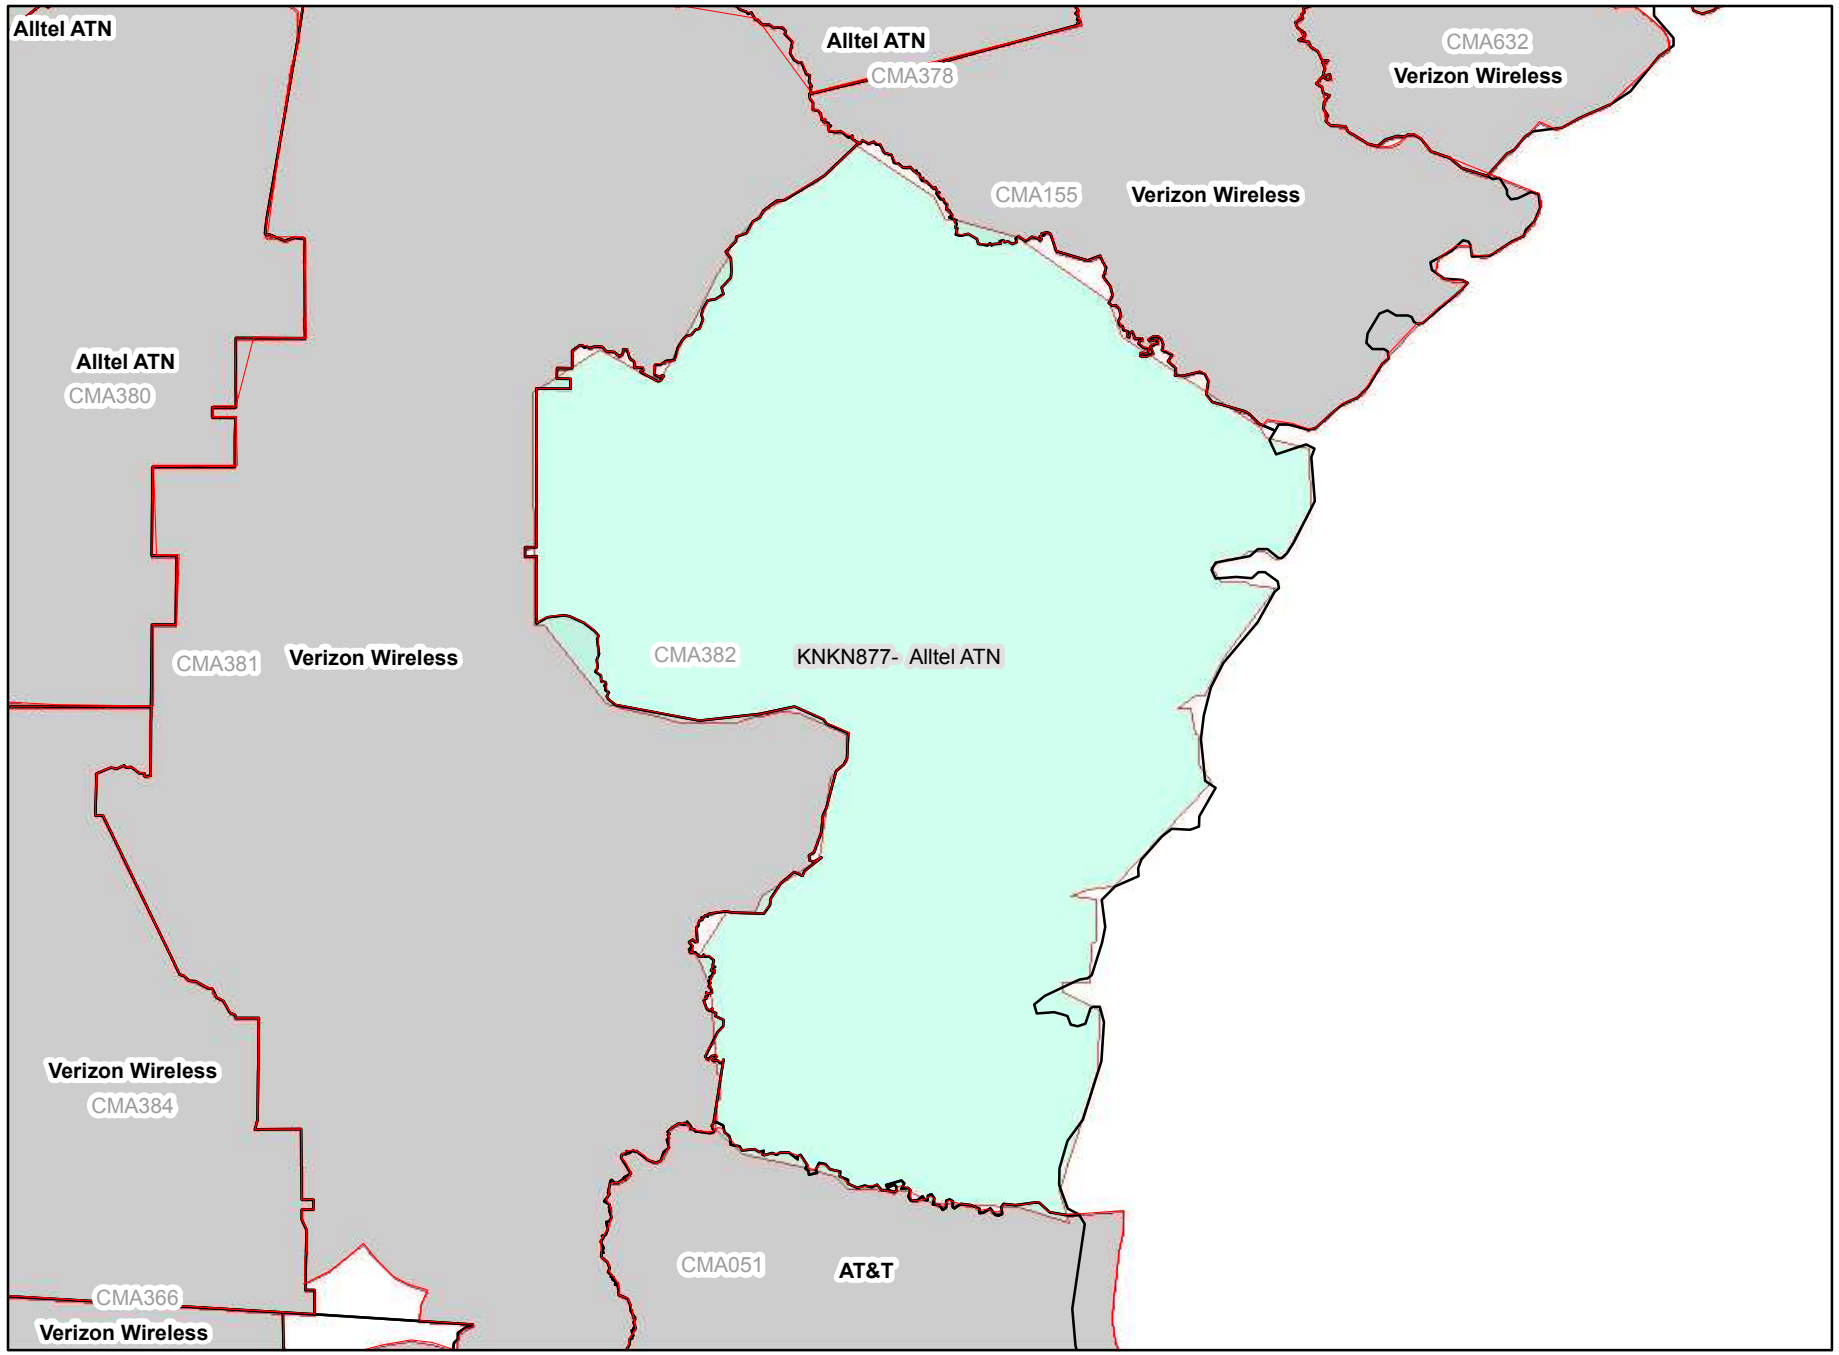 Alltel ATN
Alltel ATN
CMA378
CMA632
Verizon Wireless
CMA155 Verizon Wireless
Alltel ATN
CMA380
CMA381 Verizon Wireless
CMA382
KNKN877- Alltel ATN
Verizon Wireless
CMA384
CMA051 AT&T
CMA366
Verizon Wireless